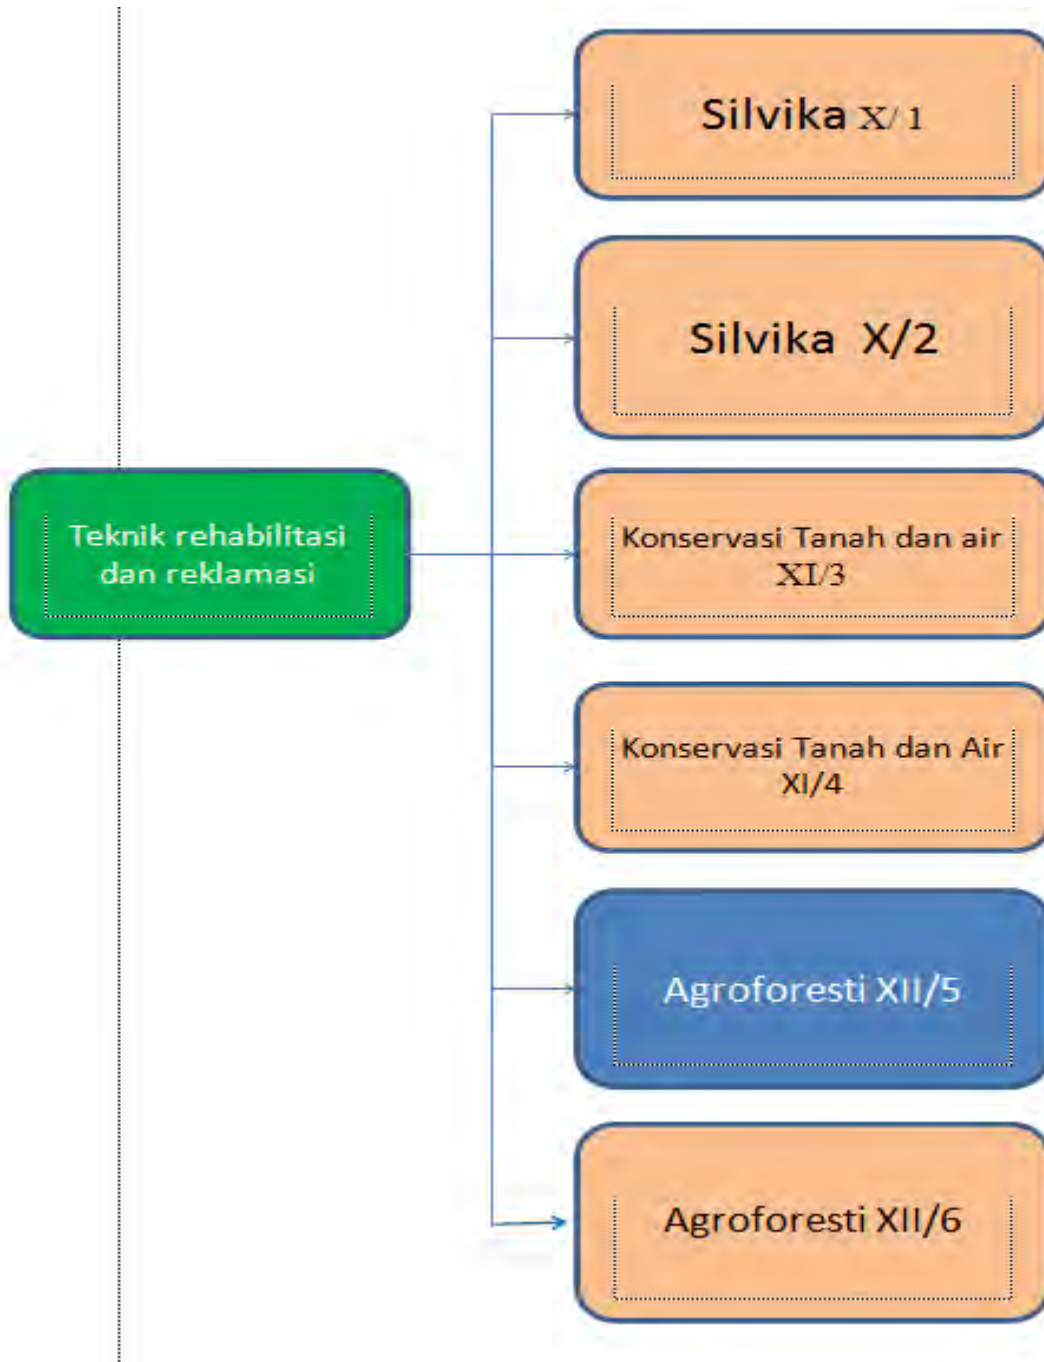 Silvika X/ 1
Silvika X/2
Teknik rehabilitasi
dan reklamasi
Konservasi Tanah dan air
XI/3
Konservasi Tanah dan Air
XI/4
Agroforesti XII/5
Agroforesti XII/6